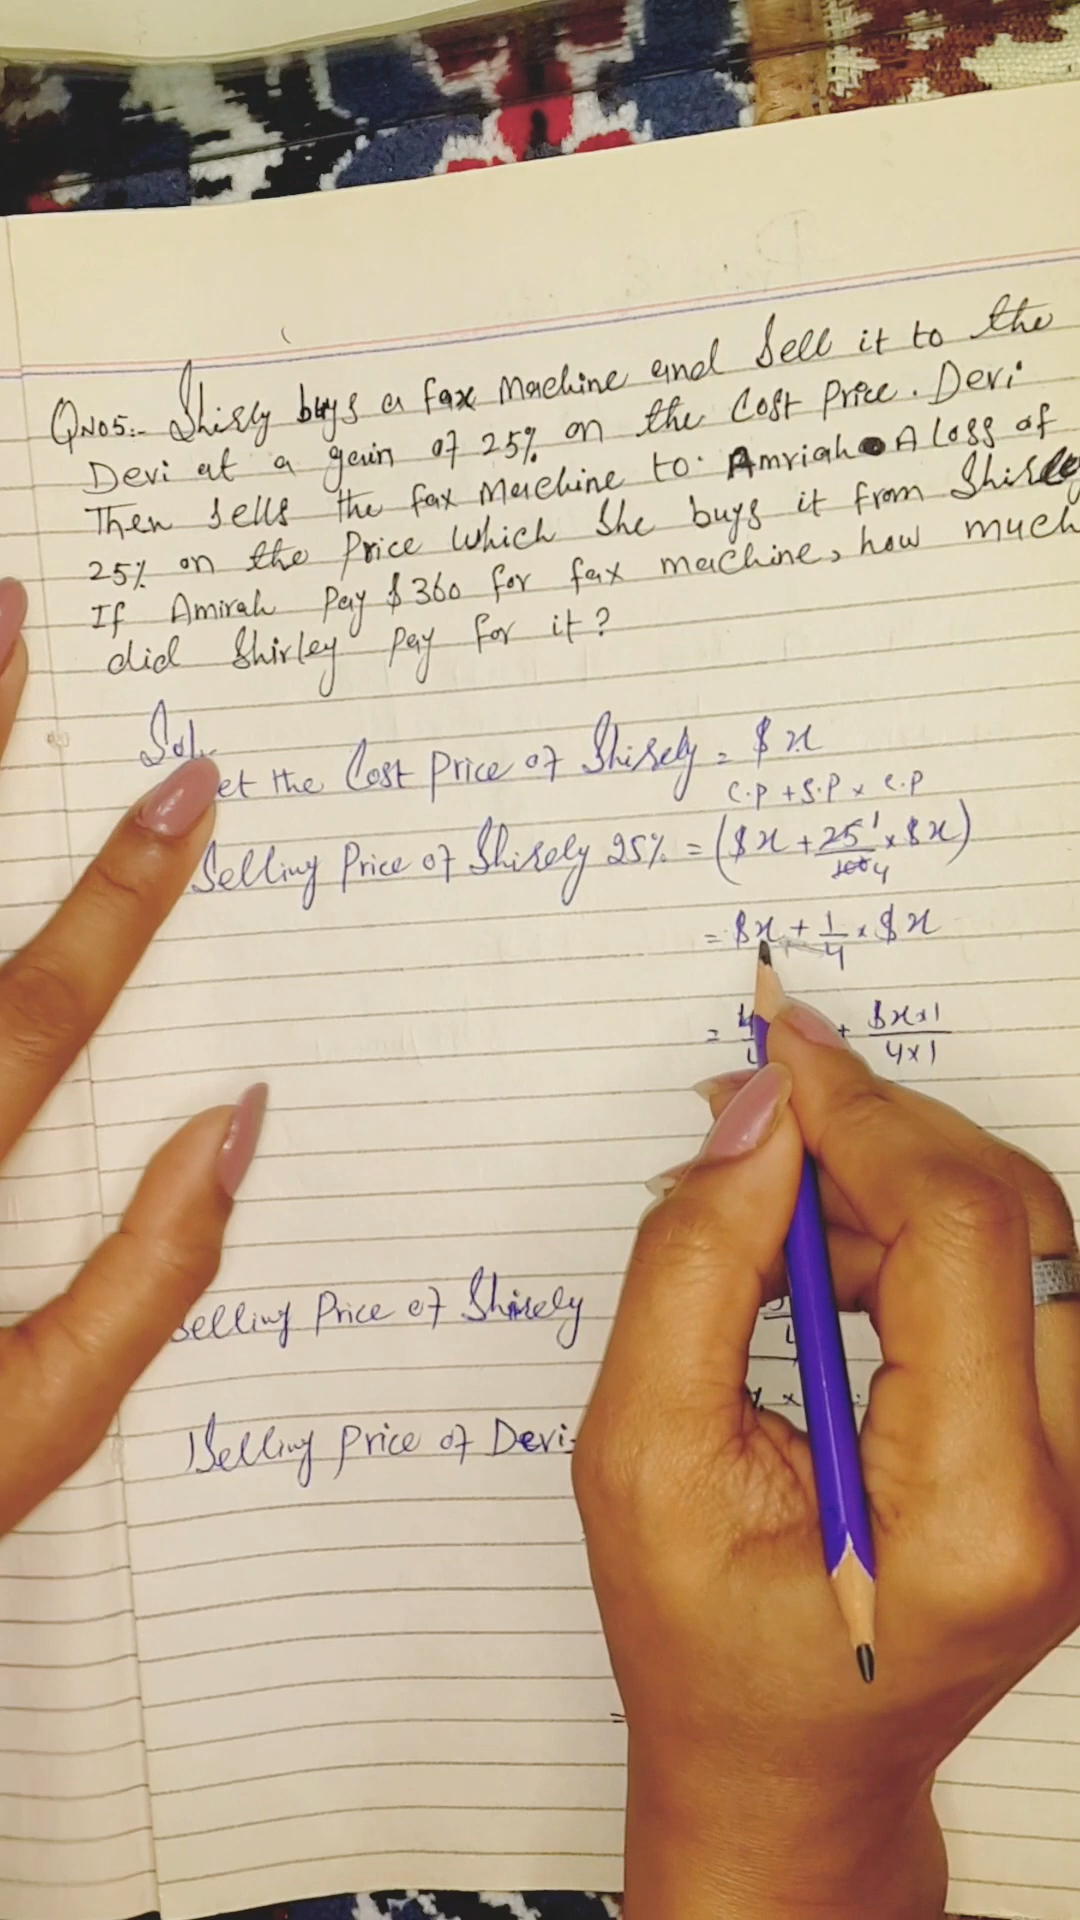 QNo5:- Shirly buys a fax Machine and Sell it to the
Devi at a gain of 25% on the Cost Price. Devi
Then sells the fax Machine to Amriah A loss of
25% on the Price which She buys it from Shirley
If Amirah Pay $360 for fax machine, how much
did Shirley Pay for it?
Sol:-
et the Cost Price of Shirely = $x
C.P + S.P × C.P
Selling Price of Shirely 25% = ($x + 25/100 1/4 × $x)
= $x + 1/4 × $x
= + $x×1/4×1
Selling Price of Shirely
Selling Price of Devi
=